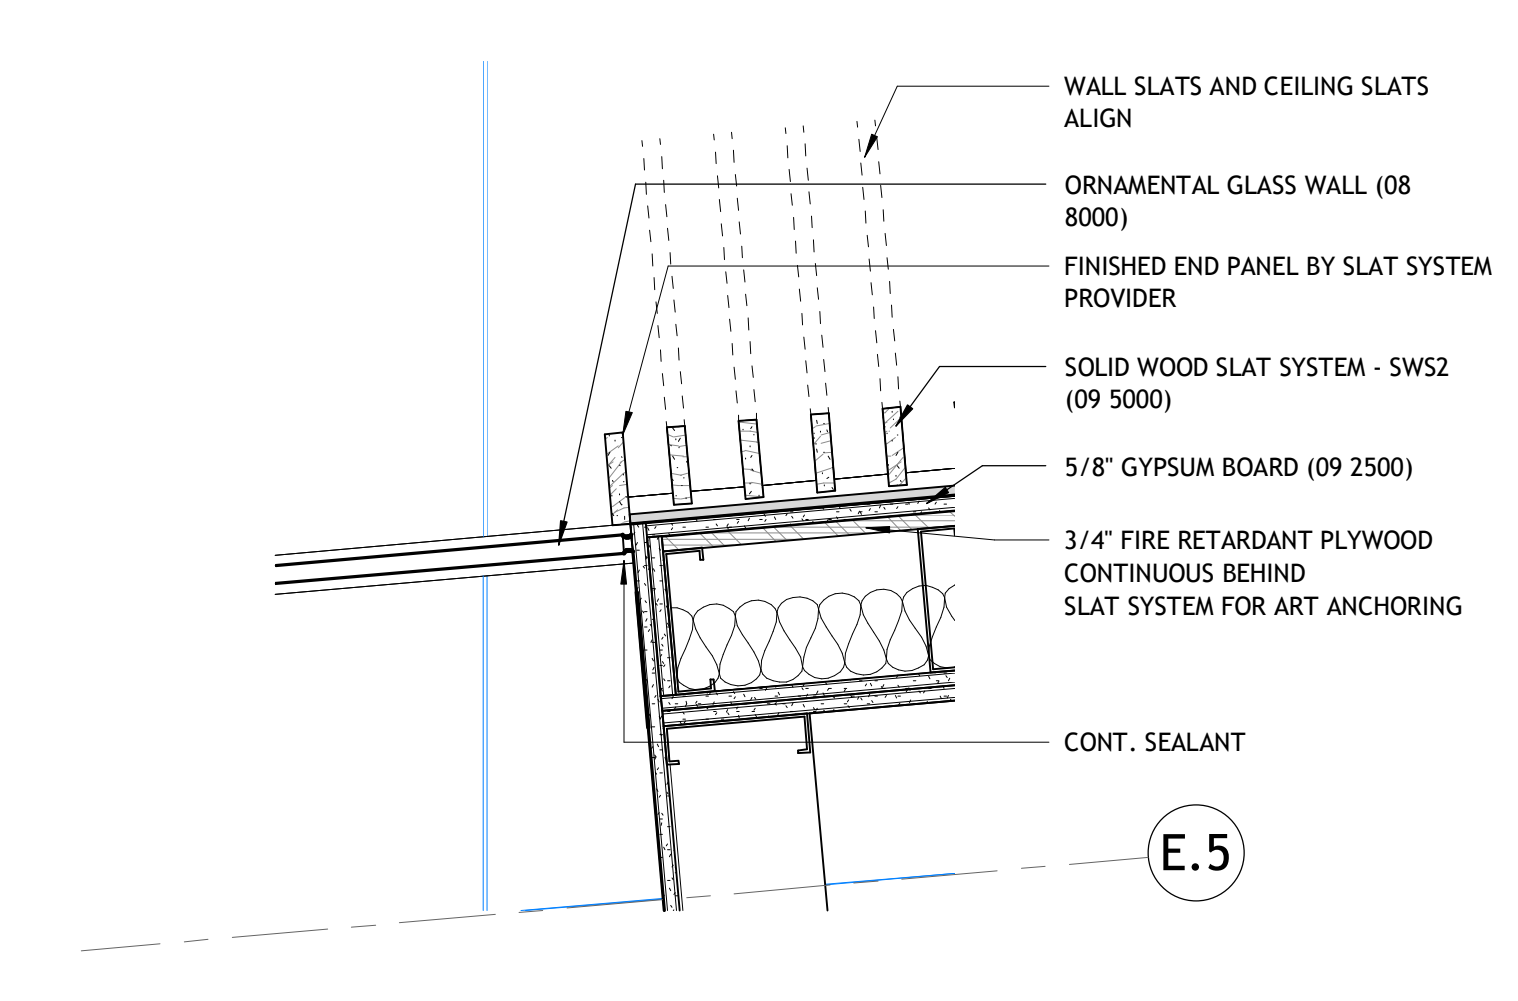 WALL SLATS AND CEILING SLATS
ALIGN
ORNAMENTAL GLASS WALL (08
8000)
FINISHED END PANEL BY SLAT SYSTEM
PROVIDER
SOLID WOOD SLAT SYSTEM - SWS2
(09 5000)
5/8" GYPSUM BOARD (09 2500)
3/4" FIRE RETARDANT PLYWOOD
CONTINUOUS BEHIND
SLAT SYSTEM FOR ART ANCHORING
CONT. SEALANT
E.5